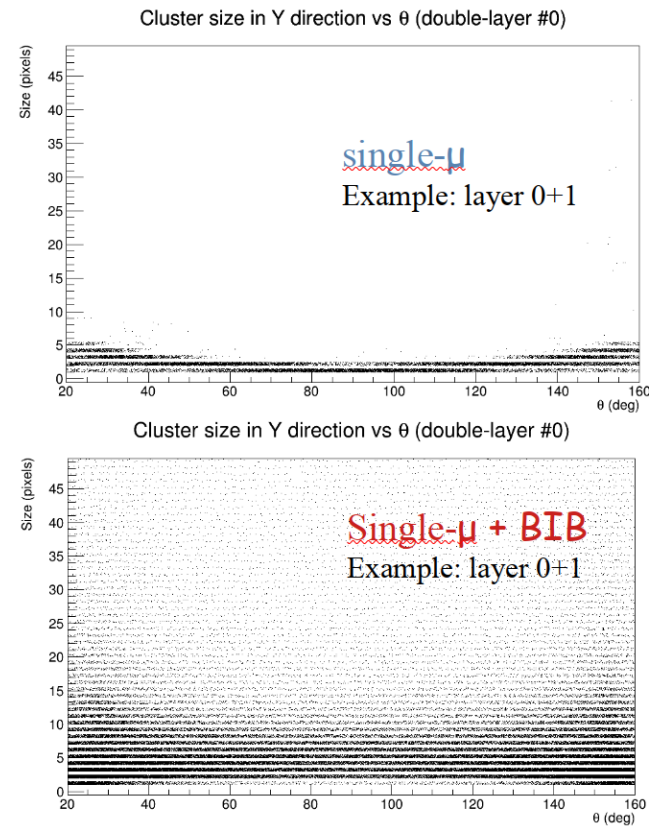 Cluster size in Y direction vs θ (double-layer #0)
Size (pixels)
45
40
35
30
25
20
15
10
5
0
single-μ
Example: layer 0+1
20 40 60 80 100 120 140 160
θ (deg)
Cluster size in Y direction vs θ (double-layer #0)
Size (pixels)
45
40
35
30
25
20
15
10
5
0
Single-μ + BIB
Example: layer 0+1
20 40 60 80 100 120 140 160
θ (deg)